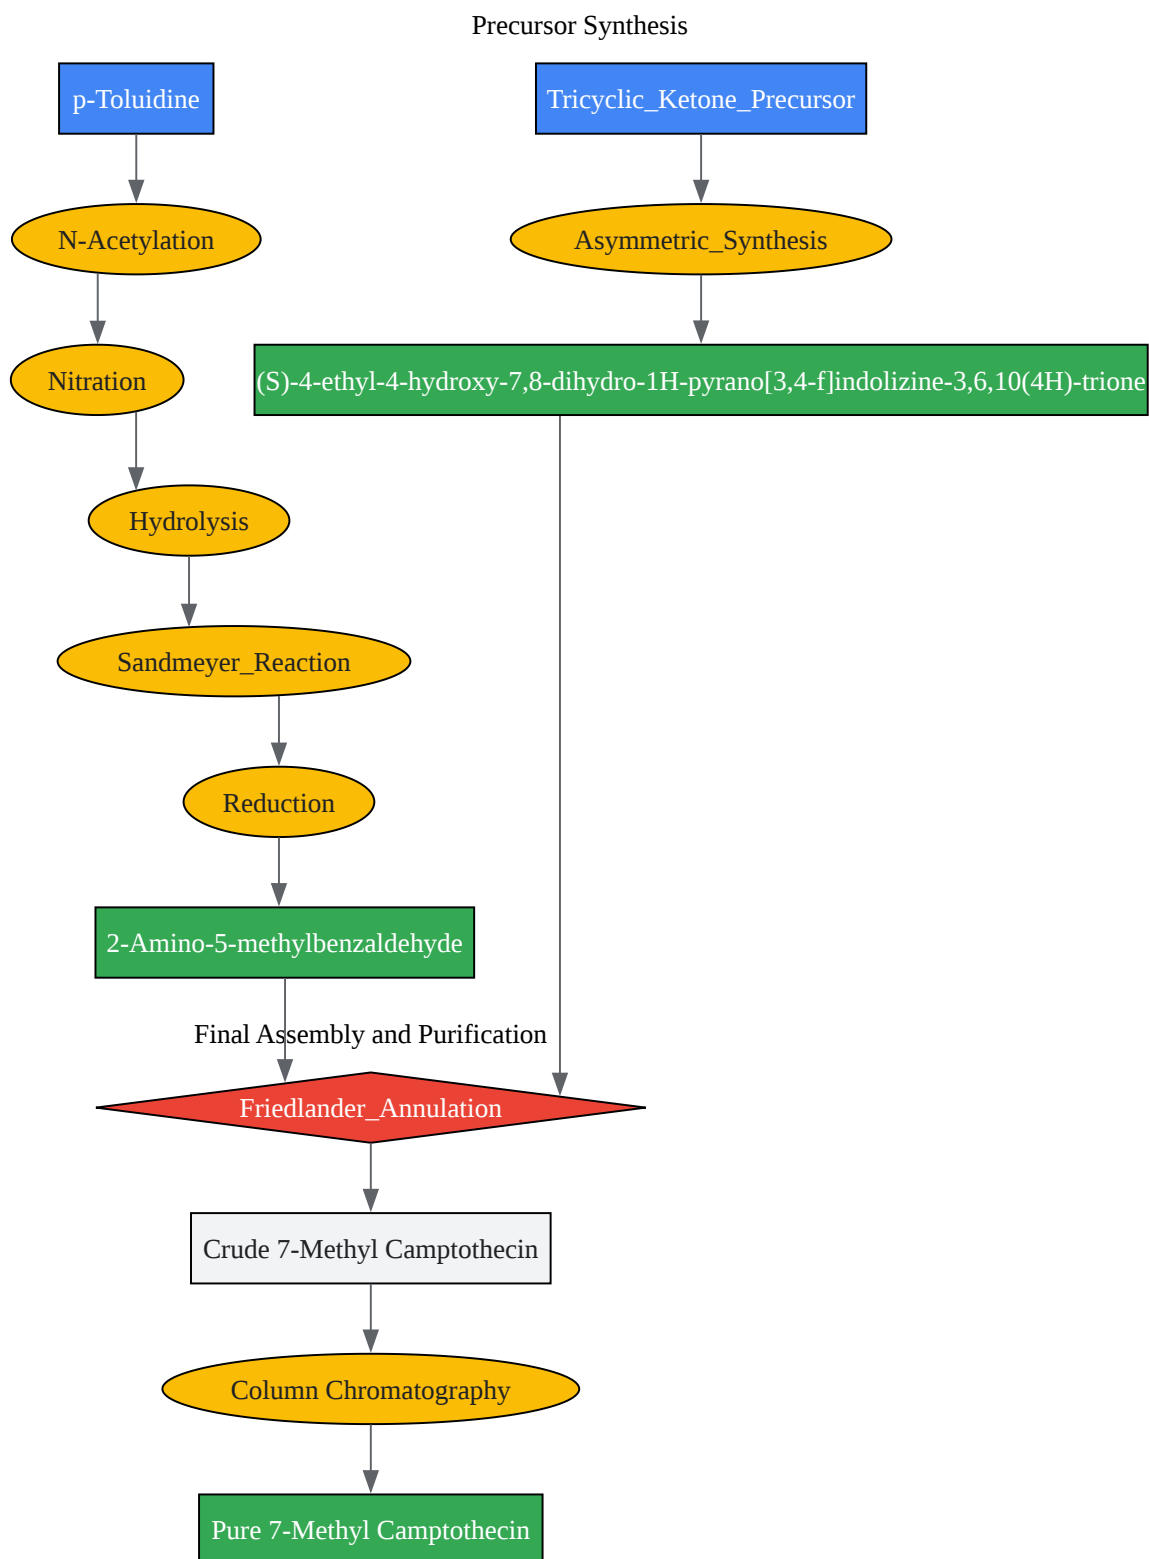 Precursor Synthesis
p-Toluidine
Tricyclic_Ketone_Precursor
N-Acetylation
Asymmetric_Synthesis
Nitration
(S)-4-ethyl-4-hydroxy-7,8-dihydro-1H-pyrano[3,4-f]indolizine-3,6,10(4H)-trione
Hydrolysis
Sandmeyer_Reaction
Reduction
2-Amino-5-methylbenzaldehyde
Final Assembly and Purification
Friedlander_Annulation
Crude 7-Methyl Camptothecin
Column Chromatography
Pure 7-Methyl Camptothecin